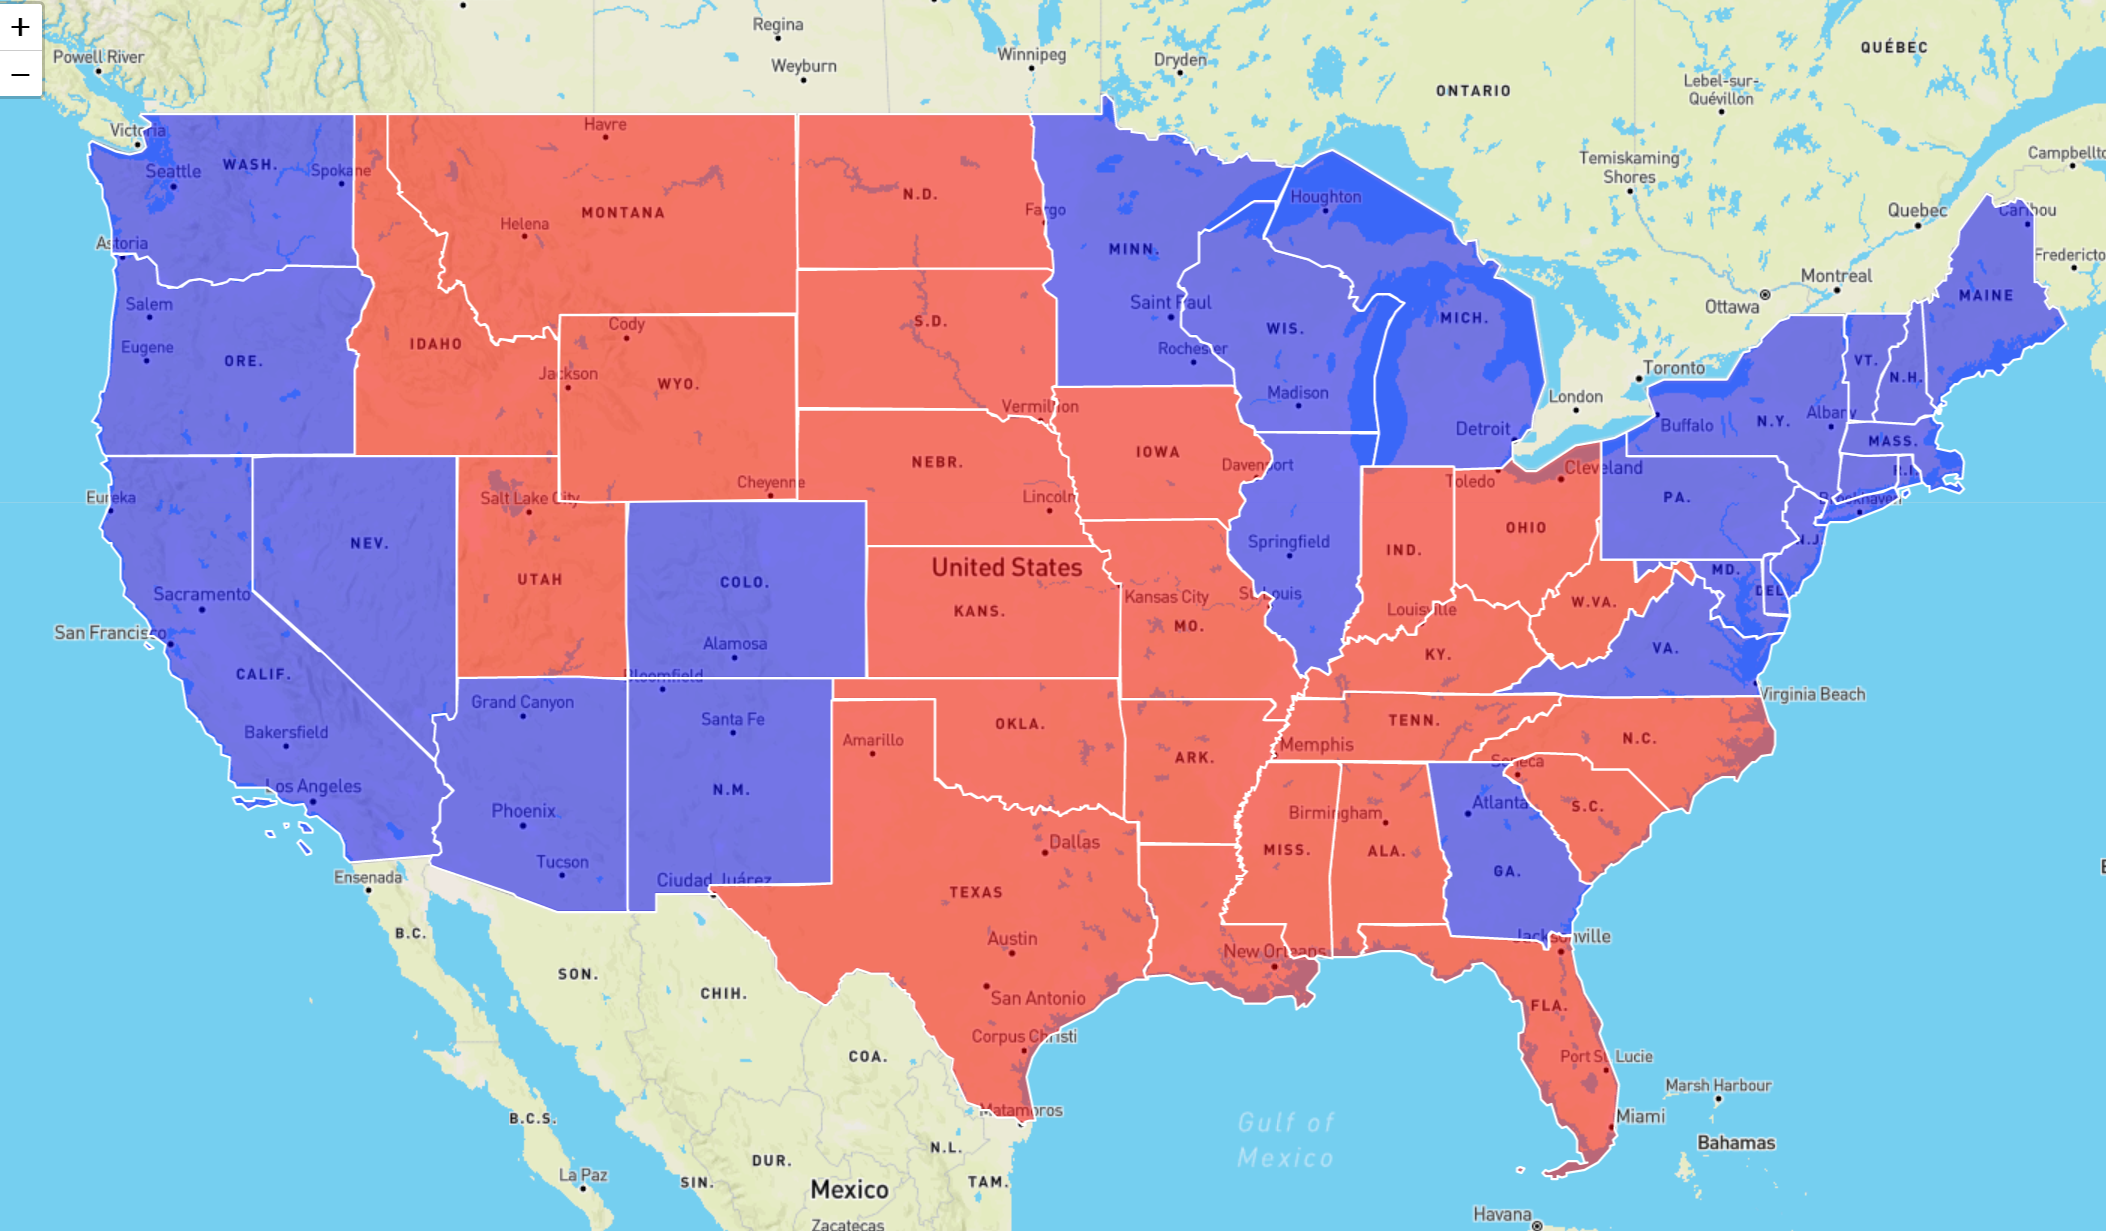 +
−
Powell River
Regina
Weyburn
Winnipeg
Dryden
ONTARIO
QUÉBEC
Lebel-sur-
Quévillon
Temiskaming
Shores
Campbellto
Quebec
Caribou
Fredericto
Montreal
Ottawa
MAINE
Victoria
Seattle
WASH.
Spokane
Havre
MONTANA
Helena
N.D.
Fargo
MINN.
Houghton
Astoria
Salem
Eugene
ORE.
IDAHO
Jackson
Cody
WYO.
S.D.
Saint Paul
Rochester
WIS.
Madison
MICH.
Detroit
London
Toronto
Buffalo
N.Y.
Albany
VT.
N.H.
MASS.
R.I.
Vermillion
IOWA
NEBR.
Lincoln
Cheyenne
Davenport
Toledo
Cleveland
PA.
Brookhaven
N.J.
Eureka
NEV.
Salt Lake City
UTAH
COLO.
United States
KANS.
Kansas City
MO.
St. Louis
Springfield
IND.
OHIO
Louisville
W.VA.
MD.
DEL.
VA.
KY.
Sacramento
San Francisco
CALIF.
Alamosa
Bloomfield
Grand Canyon
Santa Fe
Bakersfield
Los Angeles
Phoenix
Tucson
N.M.
Amarillo
OKLA.
ARK.
TENN.
Memphis
N.C.
Virginia Beach
Seneca
S.C.
Birmingham
Atlanta
MISS.
ALA.
GA.
Dallas
TEXAS
Ciudad Juárez
Austin
San Antonio
Corpus Christi
Matamoros
New Orleans
Jacksonville
FLA.
Port St. Lucie
Miami
Marsh Harbour
Bahamas
Havana
Gulf of
Mexico
Ensenada
B.C.
SON.
CHIH.
COA.
B.C.S.
N.L.
TAM.
DUR.
SIN.
La Paz
Mexico
Zacatecas